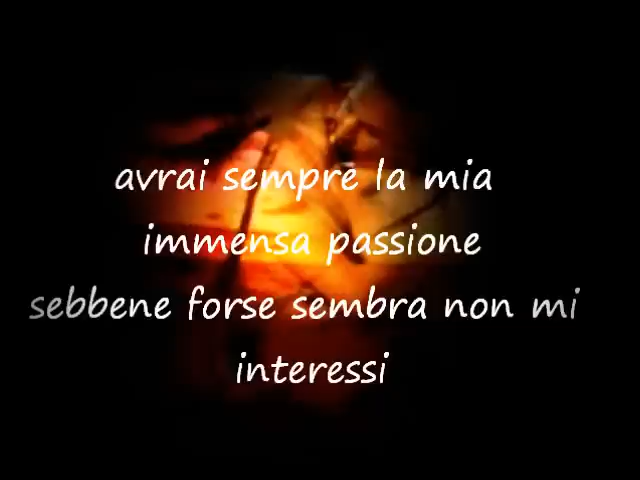 avrai sempre la mia
immensa passione
sebbene forse sembra non mi
interessi